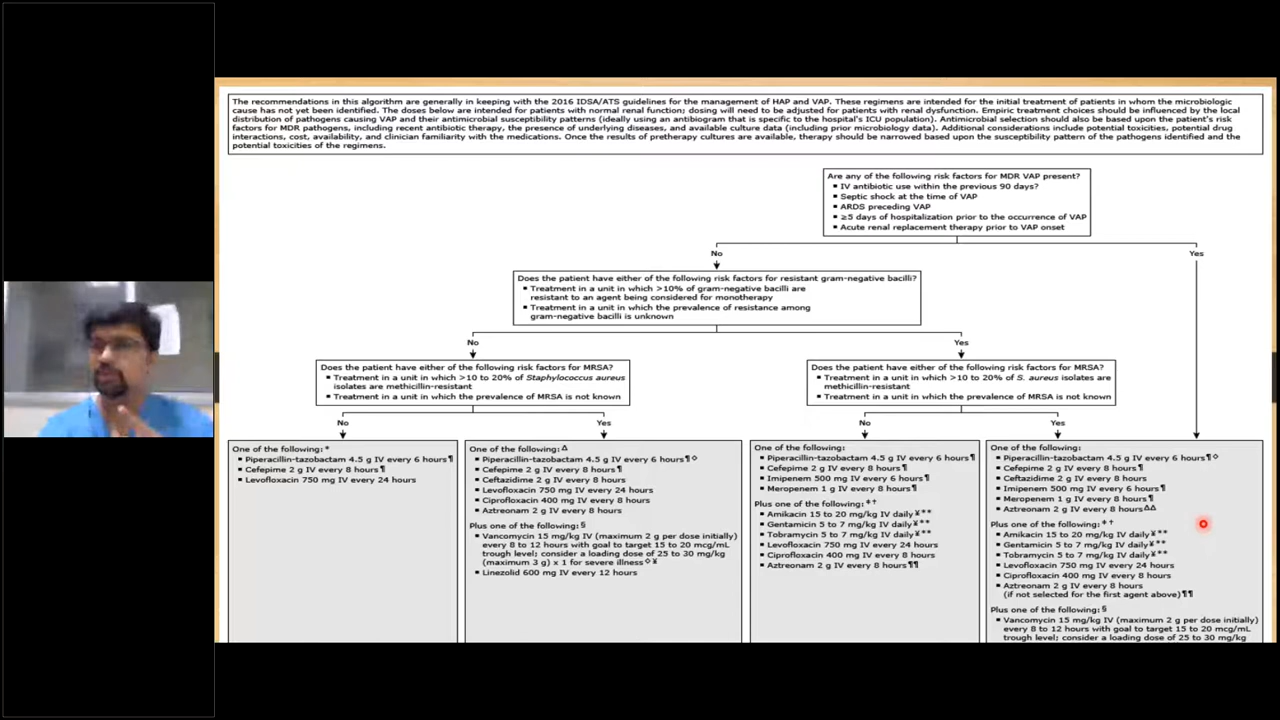 The recommendations in this algorithm are generally in keeping with the 2016 IDSA/ATS guidelines for the management of HAP and VAP. These regimens are intended for the initial treatment of patients in whom the microbiologic
cause has not yet been identified. The doses below are intended for patients with normal renal function; dosing will need to be adjusted for patients with renal dysfunction. Empiric treatment choices should be influenced by the local
distribution of pathogens causing VAP and their antimicrobial susceptibility patterns (ideally using an antibiogram that is specific to the hospital's ICU population). Antimicrobial selection should also be based upon the patient's risk
factors for MDR pathogens, including recent antibiotic therapy, the presence of underlying diseases, and available culture data (including prior microbiology data). Additional considerations include potential toxicities, potential drug
interactions, cost, availability, and clinician familiarity with the medications. Once the results of pretherapy cultures are available, therapy should be narrowed based upon the susceptibility pattern of the pathogens identified and the
potential toxicities of the regimens.
Are any of the following risk factors for MDR VAP present?
▪ IV antibiotic use within the previous 90 days?
▪ Septic shock at the time of VAP
▪ ARDS preceding VAP
▪ ≥5 days of hospitalization prior to the occurrence of VAP
▪ Acute renal replacement therapy prior to VAP onset
No
Yes
Does the patient have either of the following risk factors for resistant gram-negative bacilli?
▪ Treatment in a unit in which >10% of gram-negative bacilli are
resistant to an agent being considered for monotherapy
▪ Treatment in a unit in which the prevalence of resistance among
gram-negative bacilli is unknown
No
Yes
Does the patient have either of the following risk factors for MRSA?
▪ Treatment in a unit in which >10 to 20% of Staphylococcus aureus
isolates are methicillin-resistant
▪ Treatment in a unit in which the prevalence of MRSA is not known
Does the patient have either of the following risk factors for MRSA?
▪ Treatment in a unit in which >10 to 20% of S. aureus isolates are
methicillin-resistant
▪ Treatment in a unit in which the prevalence of MRSA is not known
No
Yes
No
Yes
One of the following:*
▪ Piperacillin-tazobactam 4.5 g IV every 6 hours¶
▪ Cefepime 2 g IV every 8 hours¶
▪ Levofloxacin 750 mg IV every 24 hours
One of the following:Δ
▪ Piperacillin-tazobactam 4.5 g IV every 6 hours¶◇
▪ Cefepime 2 g IV every 8 hours¶
▪ Ceftazidime 2 g IV every 8 hours
▪ Levofloxacin 750 mg IV every 24 hours
▪ Ciprofloxacin 400 mg IV every 8 hours
▪ Aztreonam 2 g IV every 8 hours
Plus one of the following:§
▪ Vancomycin 15 mg/kg IV (maximum 2 g per dose initially)
every 8 to 12 hours with goal to target 15 to 20 mcg/mL
trough level; consider a loading dose of 25 to 30 mg/kg
(maximum 3 g) x 1 for severe illness◇¥
▪ Linezolid 600 mg IV every 12 hours
One of the following:
▪ Piperacillin-tazobactam 4.5 g IV every 6 hours¶
▪ Cefepime 2 g IV every 8 hours¶
▪ Imipenem 500 mg IV every 6 hours¶
▪ Meropenem 1 g IV every 8 hours¶
Plus one of the following:*†
▪ Amikacin 15 to 20 mg/kg IV daily¥**
▪ Gentamicin 5 to 7 mg/kg IV daily¥**
▪ Tobramycin 5 to 7 mg/kg IV daily¥**
▪ Levofloxacin 750 mg IV every 24 hours
▪ Ciprofloxacin 400 mg IV every 8 hours
▪ Aztreonam 2 g IV every 8 hours¶¶
One of the following:
▪ Piperacillin-tazobactam 4.5 g IV every 6 hours¶◇
▪ Cefepime 2 g IV every 8 hours¶
▪ Ceftazidime 2 g IV every 8 hours
▪ Imipenem 500 mg IV every 6 hours¶
▪ Meropenem 1 g IV every 8 hours¶
▪ Aztreonam 2 g IV every 8 hoursΔΔ
Plus one of the following:*†
▪ Amikacin 15 to 20 mg/kg IV daily¥**
▪ Gentamicin 5 to 7 mg/kg IV daily¥**
▪ Tobramycin 5 to 7 mg/kg IV daily¥**
▪ Levofloxacin 750 mg IV every 24 hours
▪ Ciprofloxacin 400 mg IV every 8 hours
▪ Aztreonam 2 g IV every 8 hours
(if not selected for the first agent above)¶¶
Plus one of the following:§
▪ Vancomycin 15 mg/kg IV (maximum 2 g per dose initially)
every 8 to 12 hours with goal to target 15 to 20 mcg/mL
trough level; consider a loading dose of 25 to 30 mg/kg